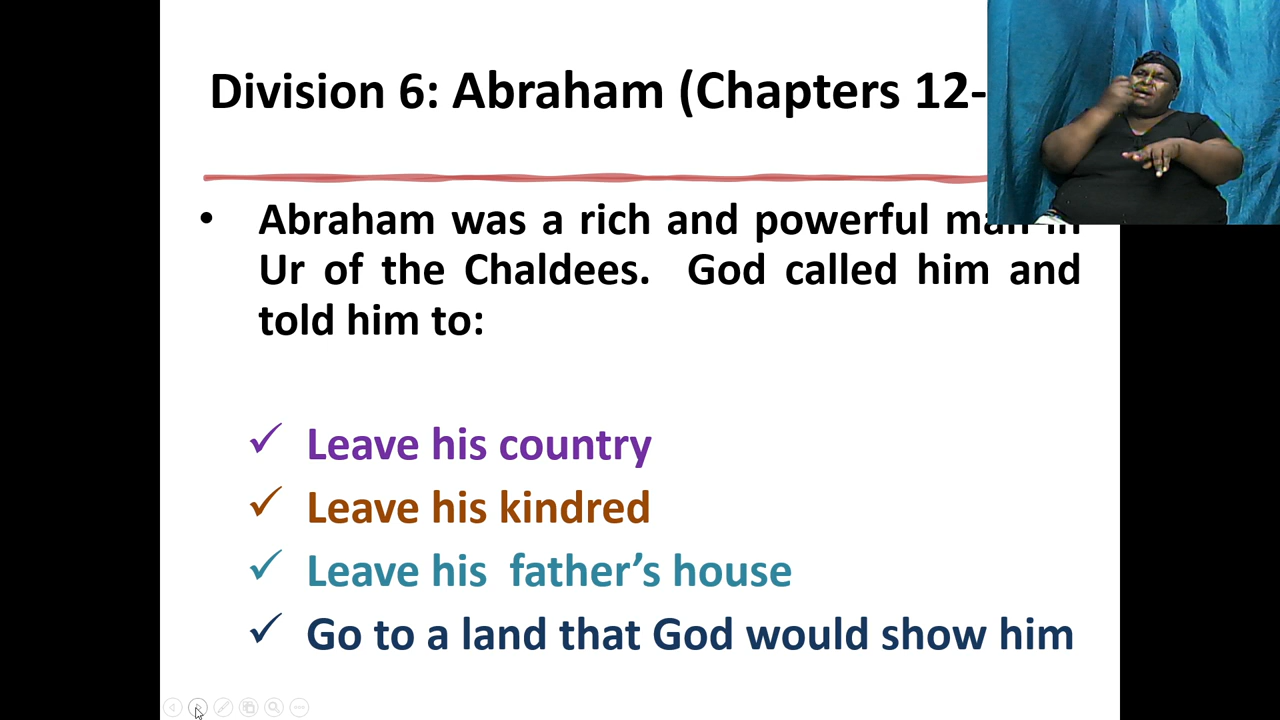 Division 6: Abraham (Chapters 12-
• Abraham was a rich and powerful man in
Ur of the Chaldees. God called him and
told him to:
✓ Leave his country
✓ Leave his kindred
✓ Leave his father’s house
✓ Go to a land that God would show him